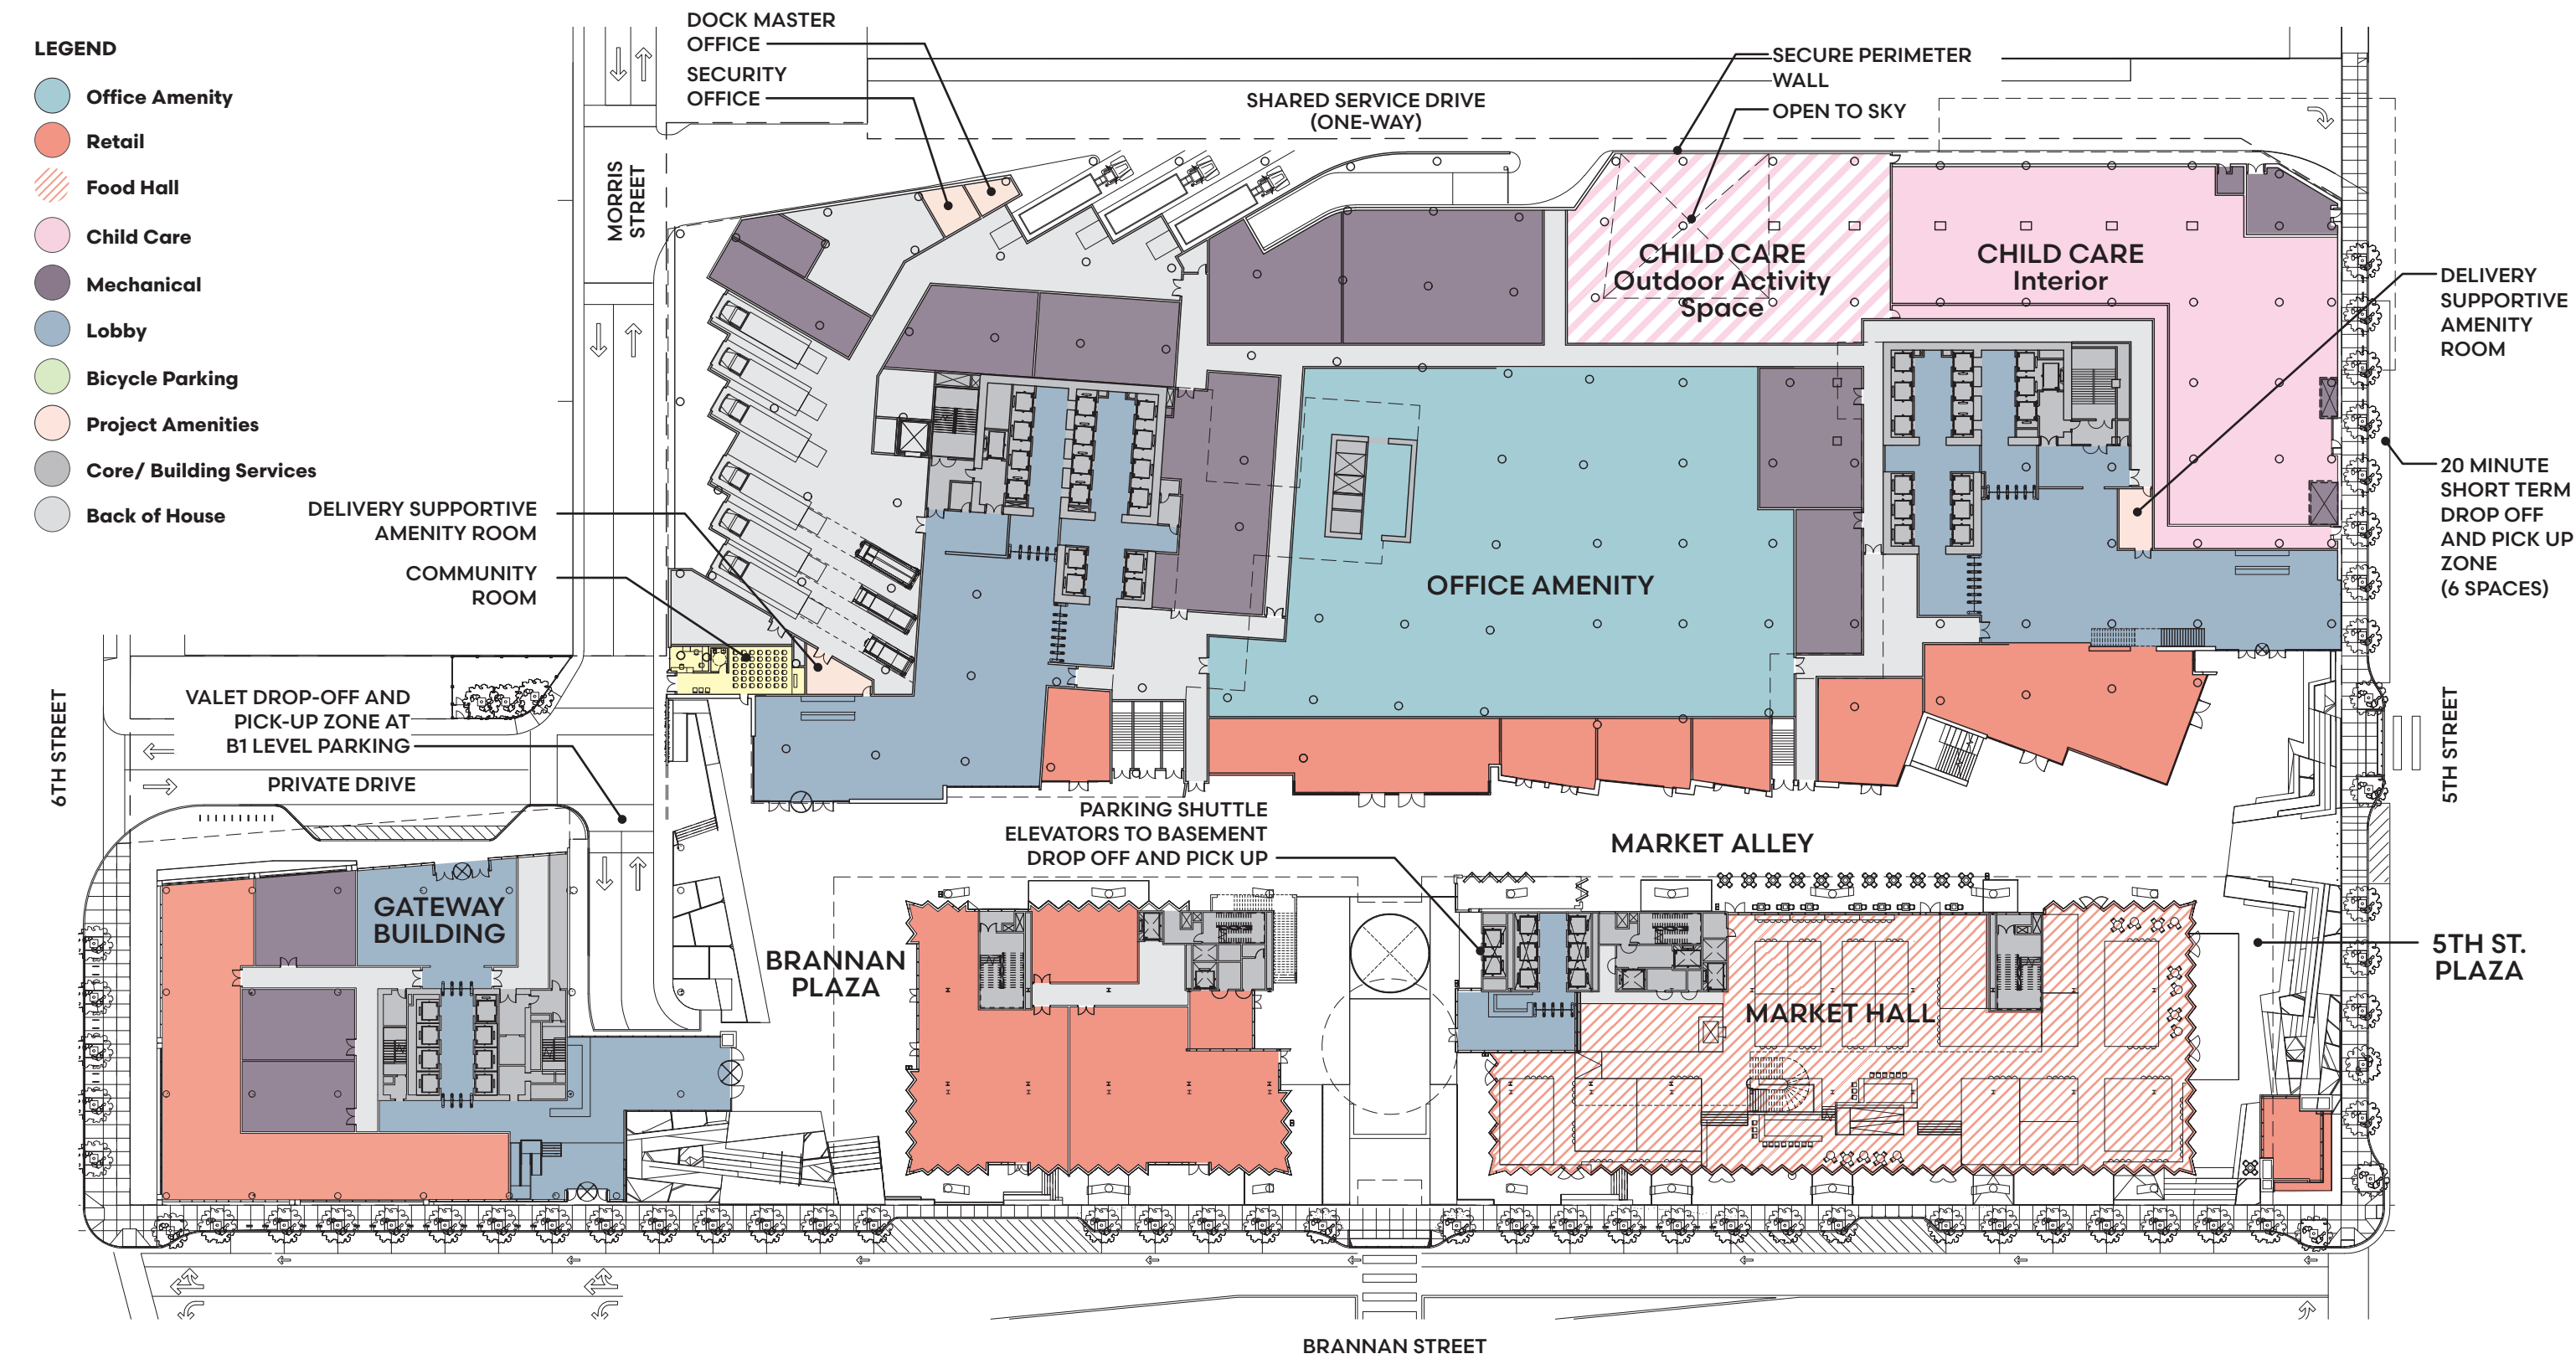 LEGEND
Office Amenity
Retail
Food Hall
Child Care
Mechanical
Lobby
Bicycle Parking
Project Amenities
Core/ Building Services
Back of House
DOCK MASTER
OFFICE
SECURITY
OFFICE
SHARED SERVICE DRIVE
(ONE-WAY)
SECURE PERIMETER
WALL
OPEN TO SKY
MORRIS
STREET
CHILD CARE
Outdoor Activity
Space
CHILD CARE
Interior
DELIVERY
SUPPORTIVE
AMENITY
ROOM
20 MINUTE
SHORT TERM
DROP OFF
AND PICK UP
ZONE
(6 SPACES)
DELIVERY SUPPORTIVE
AMENITY ROOM
COMMUNITY
ROOM
OFFICE AMENITY
6TH STREET
VALET DROP-OFF AND
PICK-UP ZONE AT
B1 LEVEL PARKING
PRIVATE DRIVE
5TH STREET
PARKING SHUTTLE
ELEVATORS TO BASEMENT
DROP OFF AND PICK UP
MARKET ALLEY
GATEWAY
BUILDING
BRANNAN
PLAZA
MARKET HALL
5TH ST.
PLAZA
BRANNAN STREET